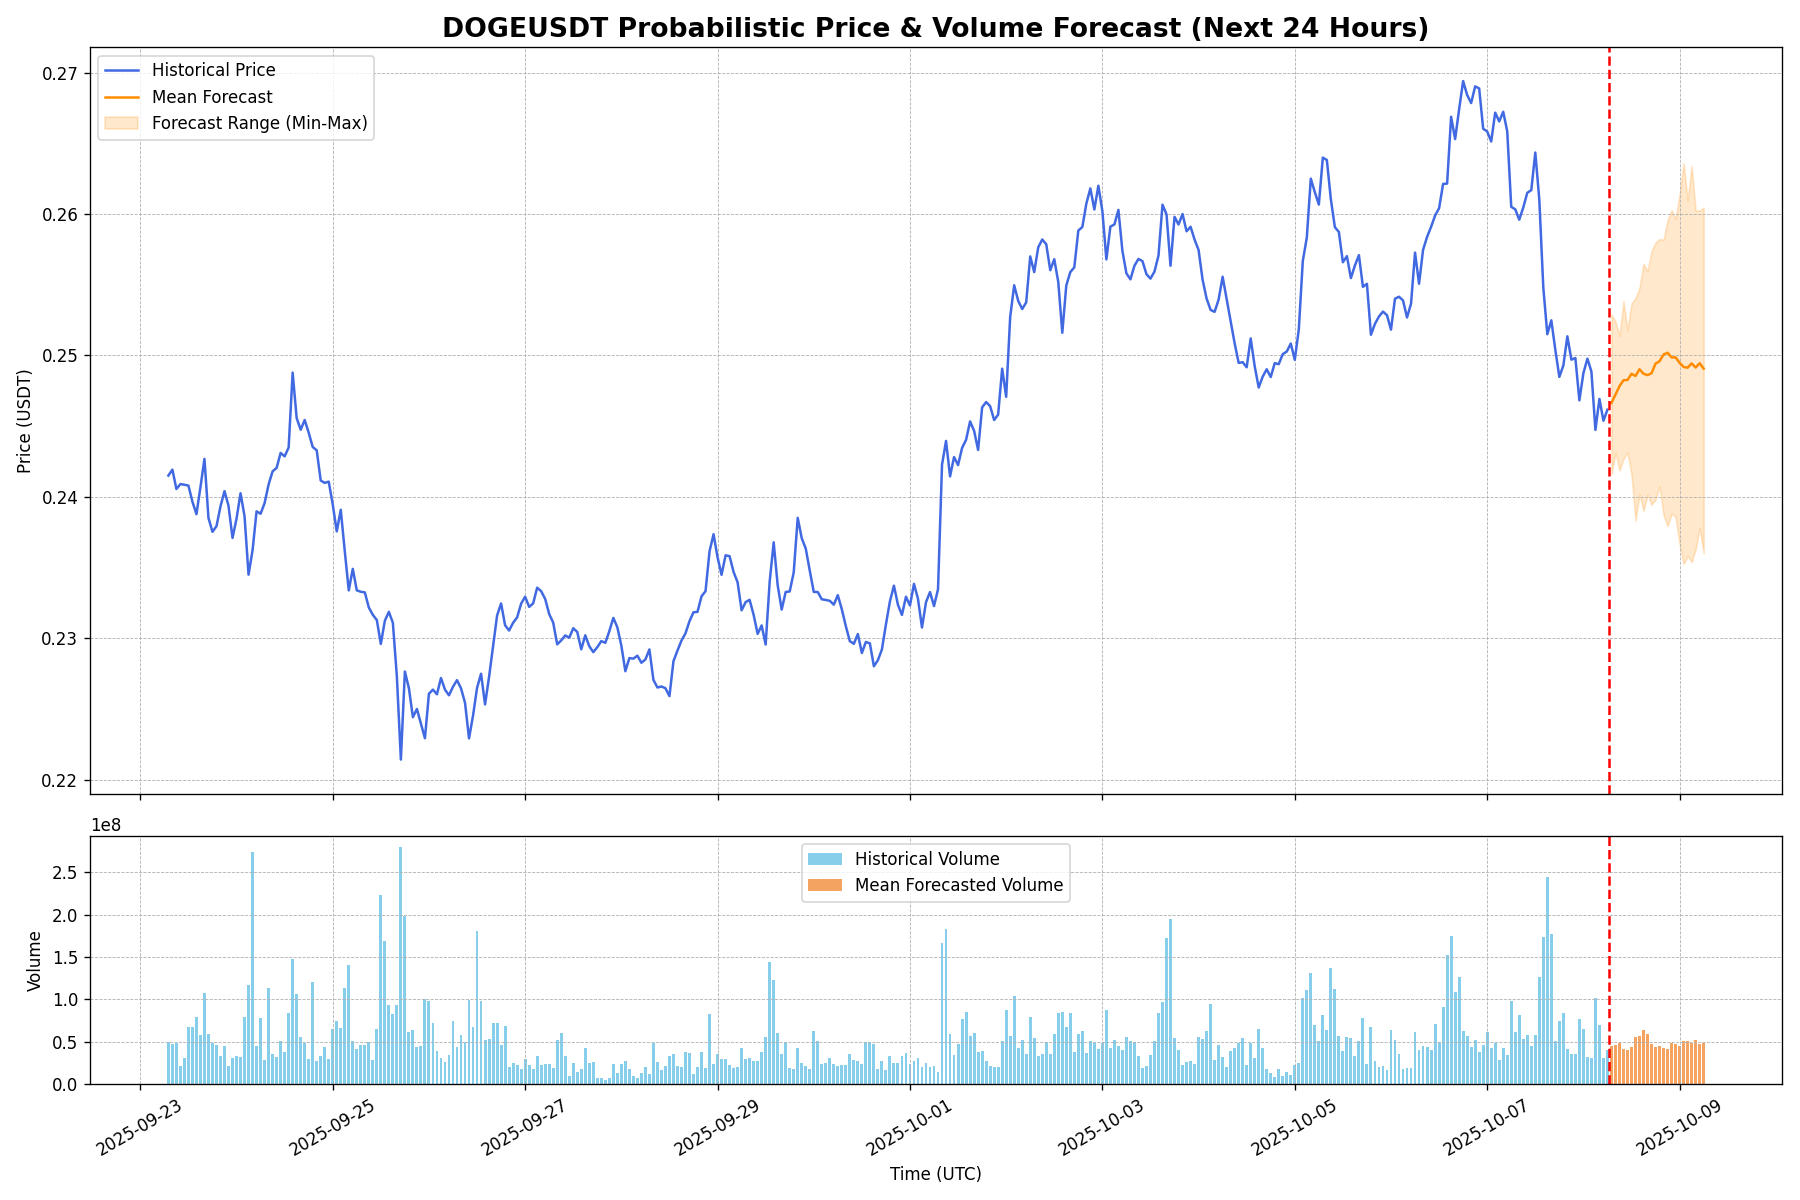 DOGEUSDT Probabilistic Price & Volume Forecast (Next 24 Hours)
Historical Price
Mean Forecast
Forecast Range (Min-Max)
0.27
0.26
0.25
0.24
0.23
0.22
Price (USDT)
1e8
Historical Volume
Mean Forecasted Volume
2.5
2.0
1.5
1.0
0.5
0.0
Volume
2025-09-23
2025-09-25
2025-09-27
2025-09-29
2025-10-01
2025-10-03
2025-10-05
2025-10-07
2025-10-09
Time (UTC)